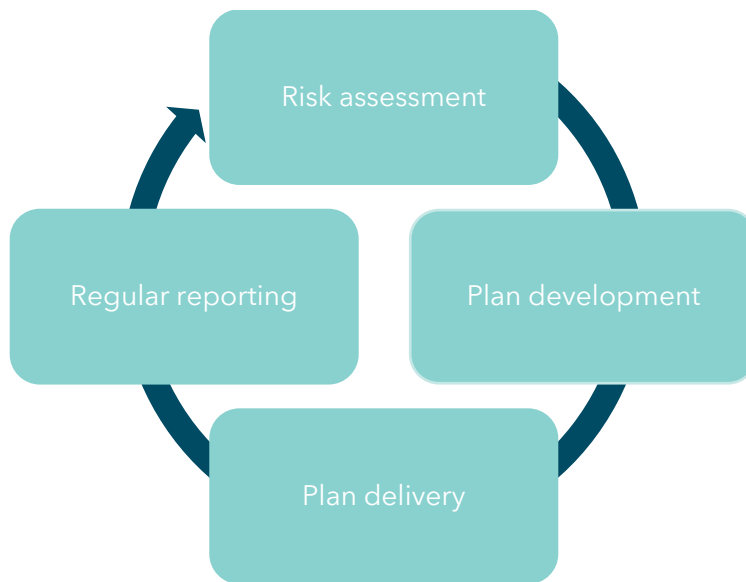 Risk assessment
Regular reporting
Plan development
Plan delivery